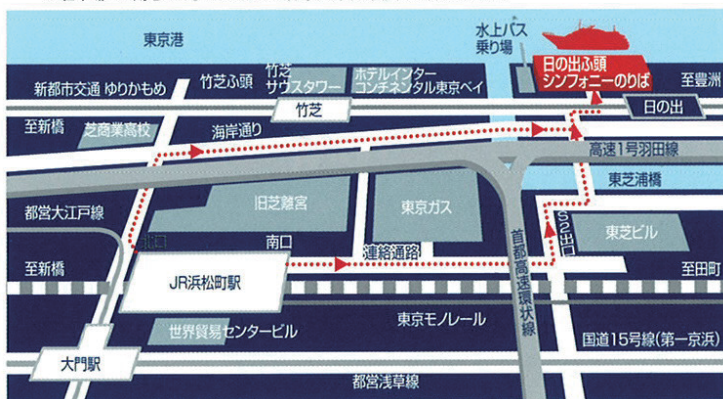 東京港
水上バス
乗り場
日の出ふ頭
シンフォニーのりば
新都市交通 ゆりかもめ
竹芝ふ頭
竹芝
サウスタワー
ホテルインター
コンチネンタル東京ベイ
至豊洲
竹芝
日の出
至新橋
芝商業高校
海岸通り
高速1号羽田線
東芝浦橋
旧芝離宮
東京ガス
都営大江戸線
北口
南口
連絡通路
S2出口
東芝ビル
首都高速環状線
至新橋
JR浜松町駅
至田町
東京モノレール
世界貿易センタービル
国道15号線(第一京浜)
大門駅
都営浅草線